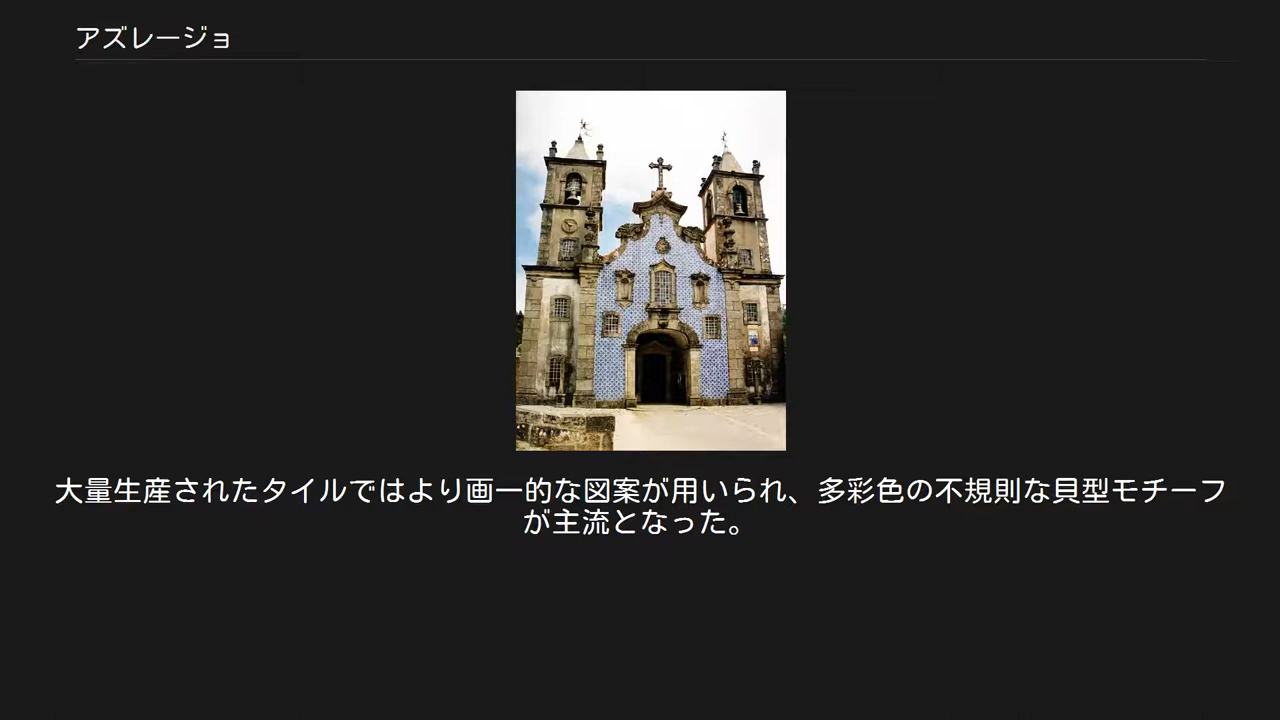 アズレージョ
大量生産されたタイルではより画一的な図案が用いられ、多彩色の不規則な貝型モチーフ
が主流となった。